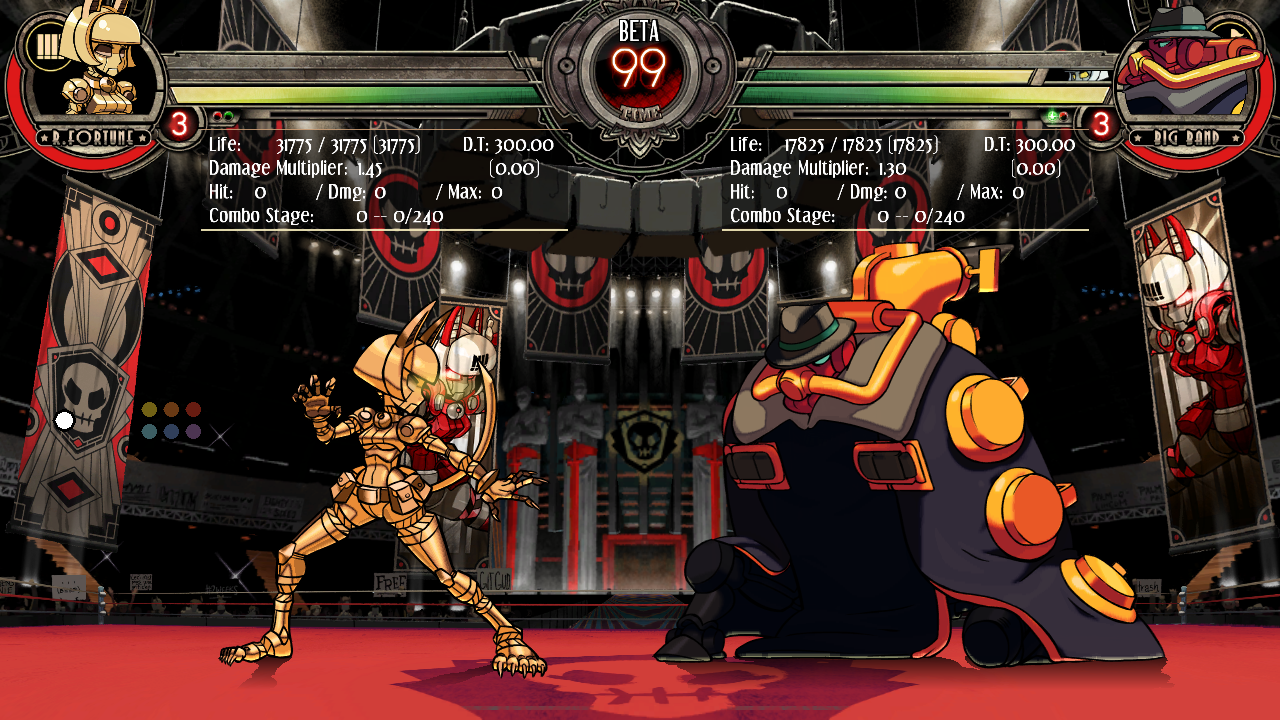 BETA
99
TIME
R.FORTUNE
3
3
BIG BAND
Life: 31775 / 31775 [31775] D.T: 300.00
Damage Multiplier: 1.45 [0.00]
Hit: 0 / Dmg: 0 / Max: 0
Combo Stage: 0 -- 0/240
Life: 17825 / 17825 [17825] D.T: 300.00
Damage Multiplier: 1.30 [0.00]
Hit: 0 / Dmg: 0 / Max: 0
Combo Stage: 0 -- 0/240
FREE